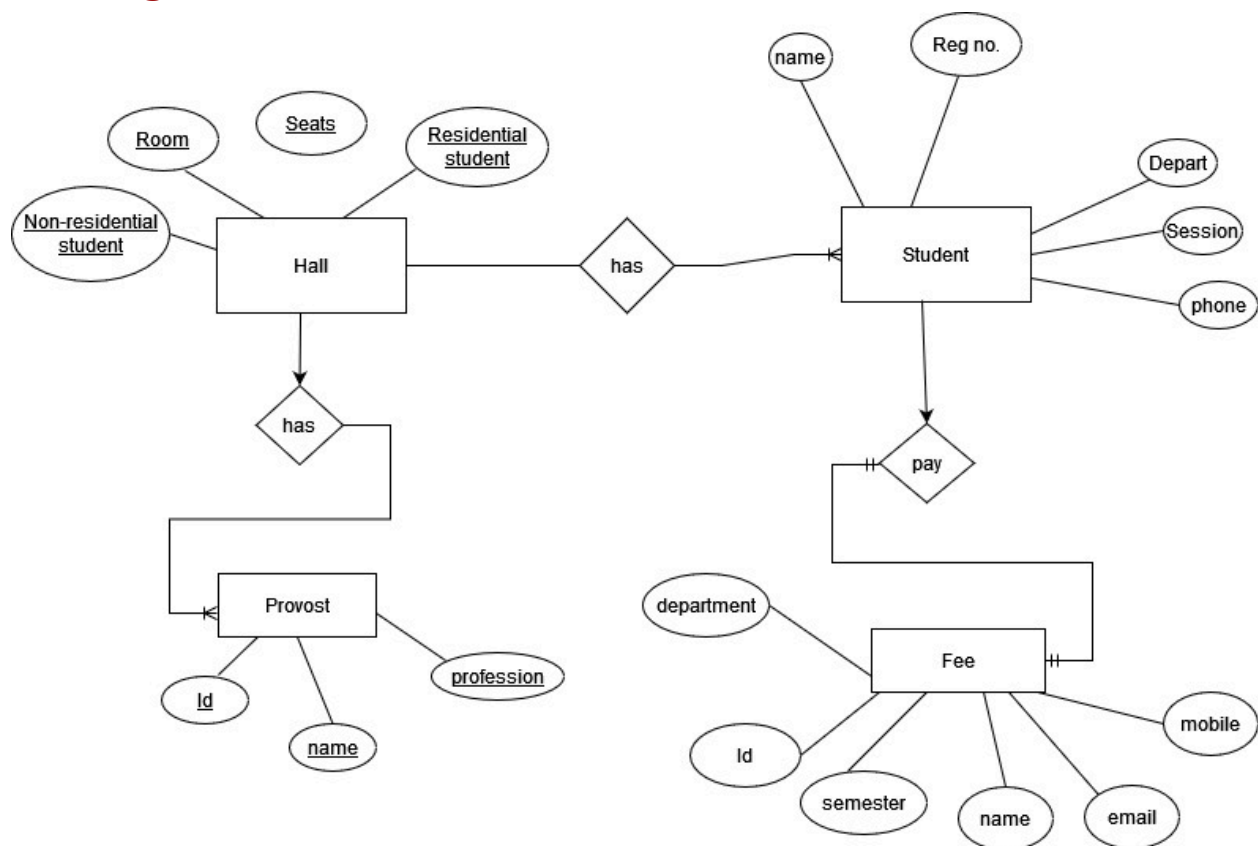 name
Reg no.
Seats
Room
Residential
student
Depart
Non-residential
student
Session
Hall
has
Student
phone
has
pay
Provost
department
Fee
profession
Id
name
mobile
Id
semester
name
email